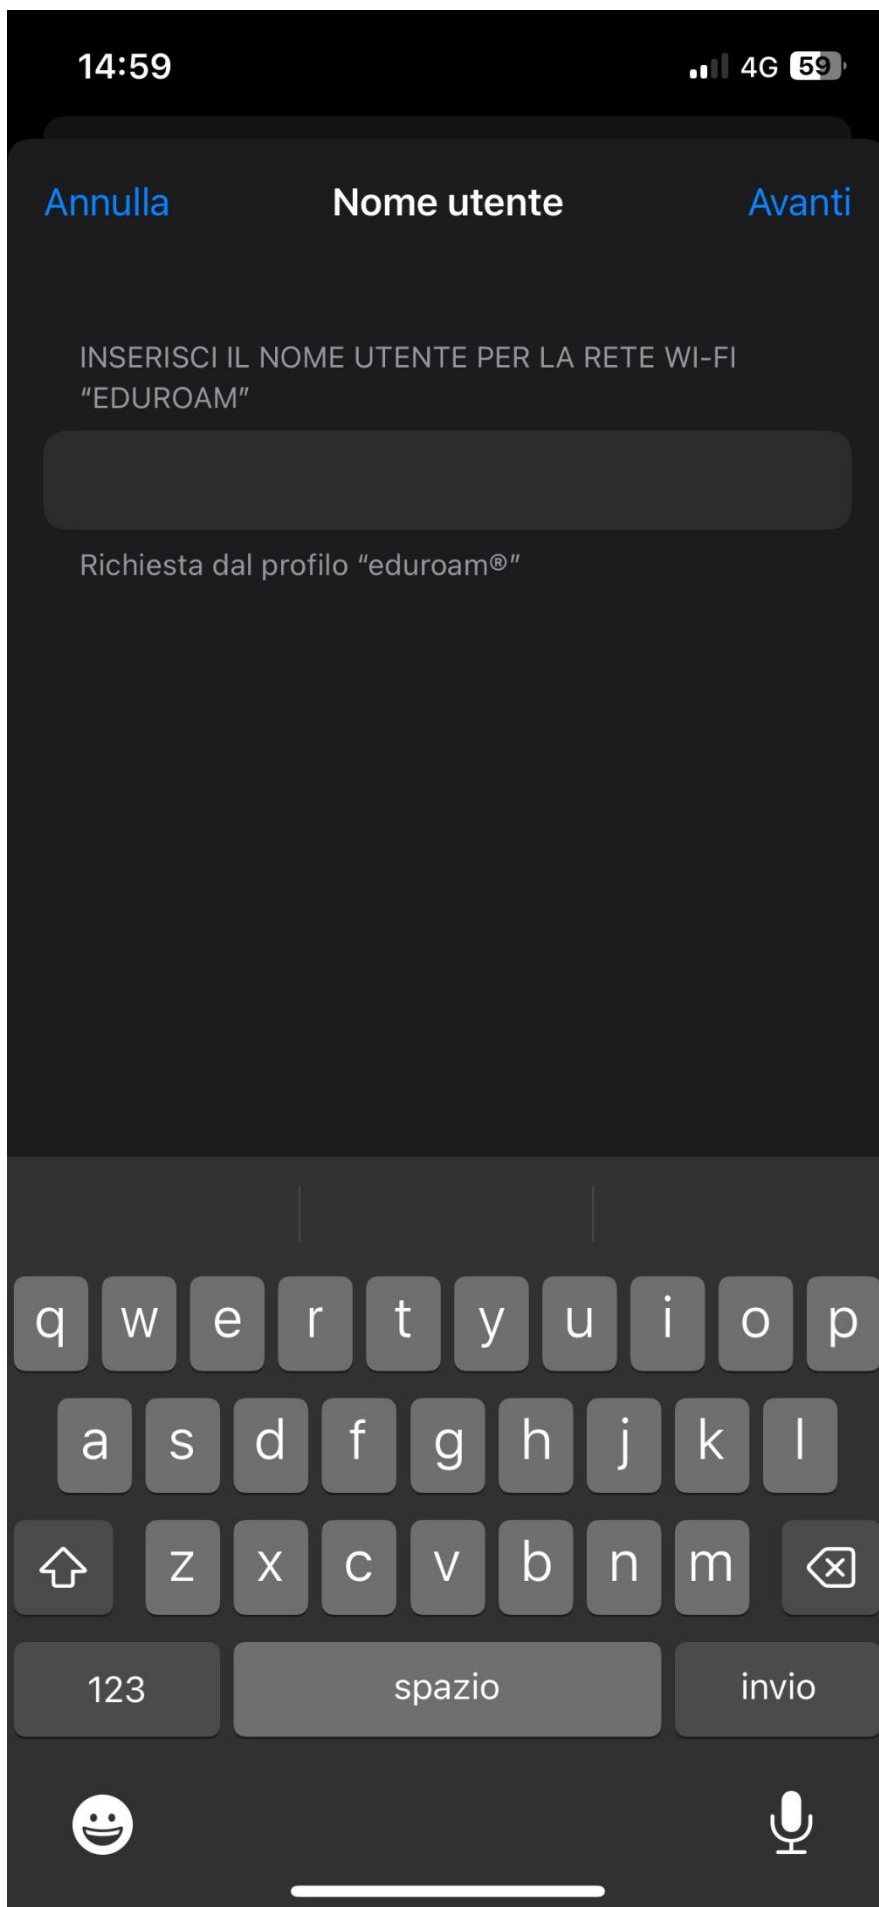 14:59 4G 59
Annulla Nome utente Avanti
INSERISCI IL NOME UTENTE PER LA RETE WI-FI
“EDUROAM”
Richiesta dal profilo “eduroam®”
q w e r t y u i o p
a s d f g h j k l
z x c v b n m
123 spazio invio